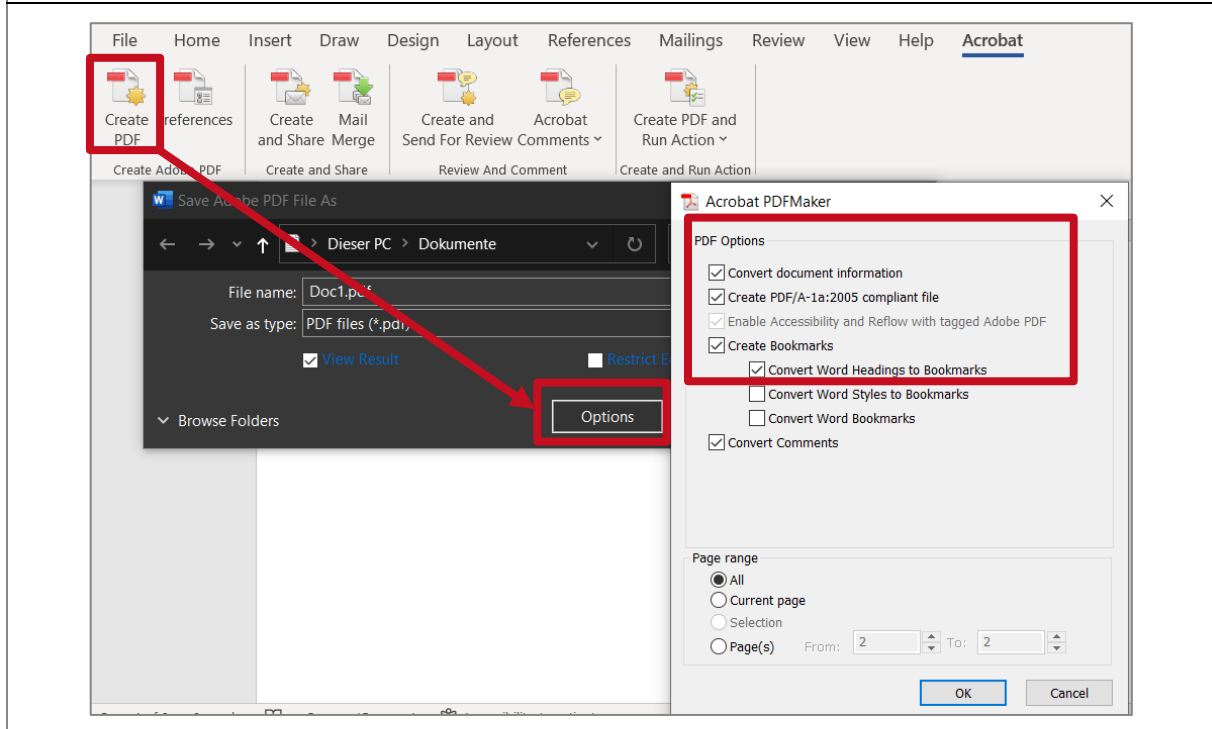 File Home Insert Draw Design Layout References Mailings Review View Help Acrobat
Create references Create Mail Create and Acrobat Create PDF and
PDF and Share Merge Send For Review Comments Run Action
Create Adobe PDF Create and Share Review And Comment Create and Run Action
Save Adobe PDF File As
Dieser PC > Dokumente
File name: Doc1.pdf
Save as type: PDF files (*.pdf)
View Result Restrict E
Browse Folders Options
Acrobat PDFMaker
PDF Options
Convert document information
Create PDF/A-1a:2005 compliant file
Enable Accessibility and Reflow with tagged Adobe PDF
Create Bookmarks
Convert Word Headings to Bookmarks
Convert Word Styles to Bookmarks
Convert Word Bookmarks
Convert Comments
Page range
All
Current page
Selection
Page(s) From: 2 To: 2
OK Cancel